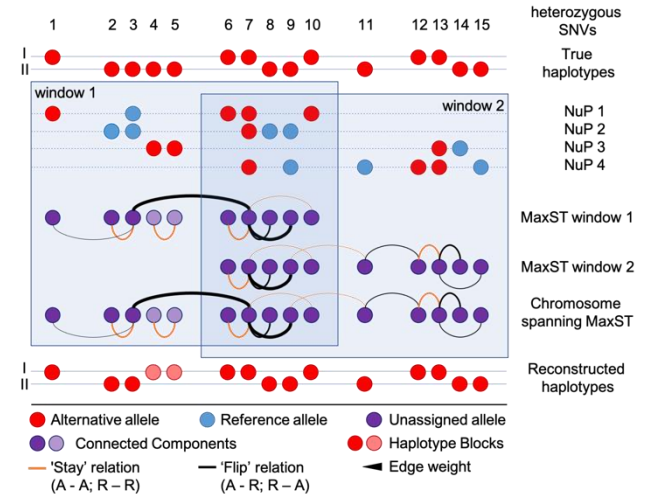 1 2 3 4 5 6 7 8 9 10 11 12 13 14 15 heterozygous SNVs
I
II
True haplotypes
window 1
window 2
NuP 1
NuP 2
NuP 3
NuP 4
MaxST window 1
MaxST window 2
Chromosome spanning MaxST
I
II
Reconstructed haplotypes
Alternative allele Reference allele Unassigned allele
Connected Components Haplotype Blocks
'Stay' relation 'Flip' relation Edge weight
(A - A; R – R) (A - R; R – A)